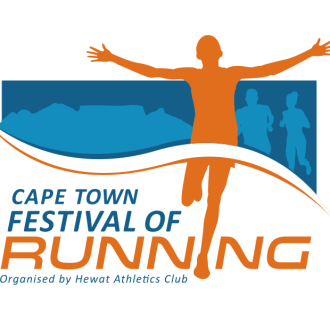 CAPE TOWN
FESTIVAL OF
RUNNING
Organised by Hewat Athletics Club